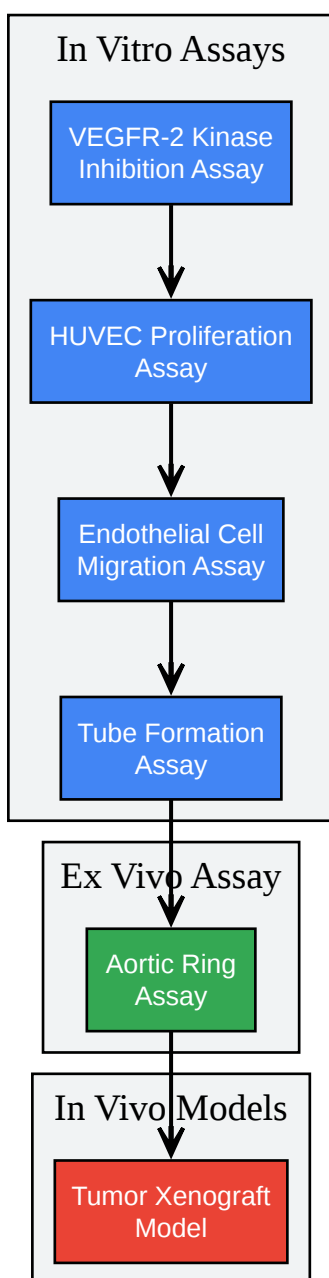 In Vitro Assays
VEGFR-2 Kinase
Inhibition Assay
HUVEC Proliferation
Assay
Endothelial Cell
Migration Assay
Tube Formation
Assay
Ex Vivo Assay
Aortic Ring
Assay
In Vivo Models
Tumor Xenograft
Model